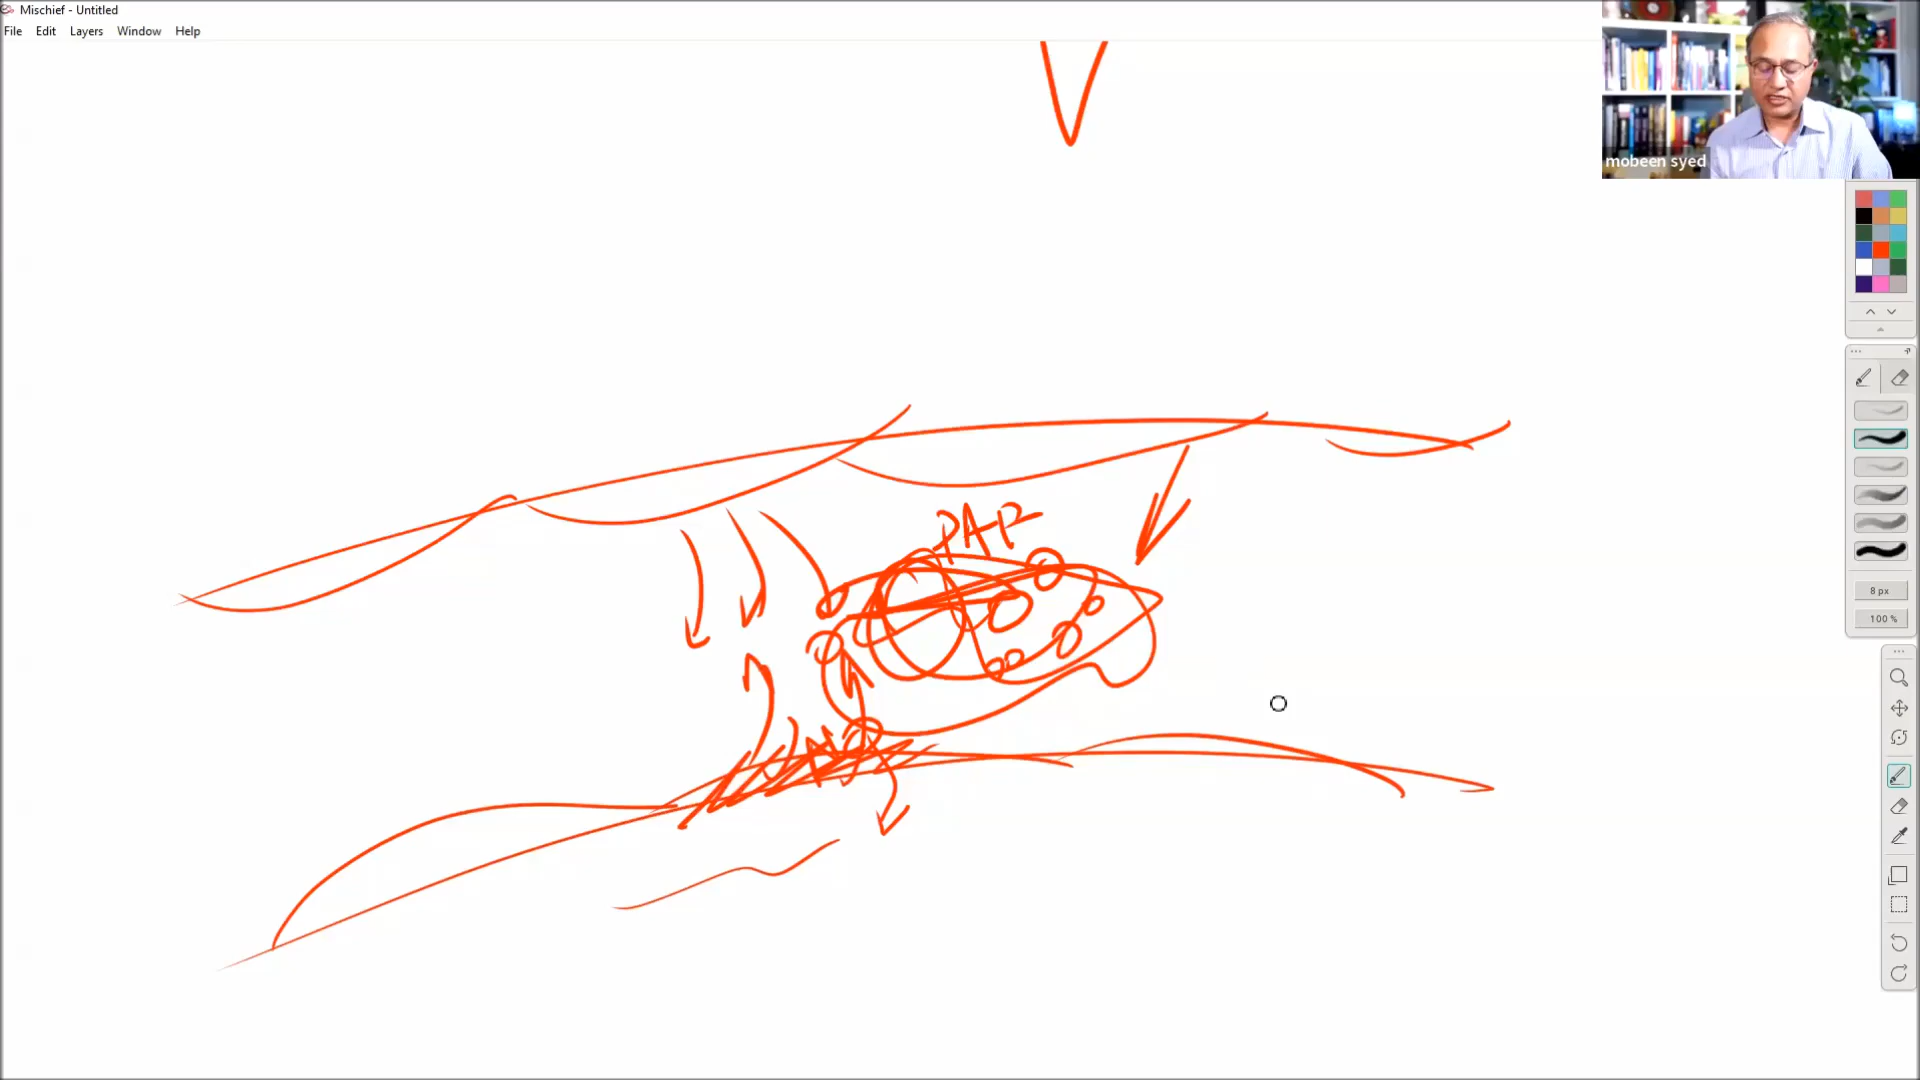 Mischief - Untitled
File Edit Layers Window Help
mobeen syed
PAR
8 px
100 %